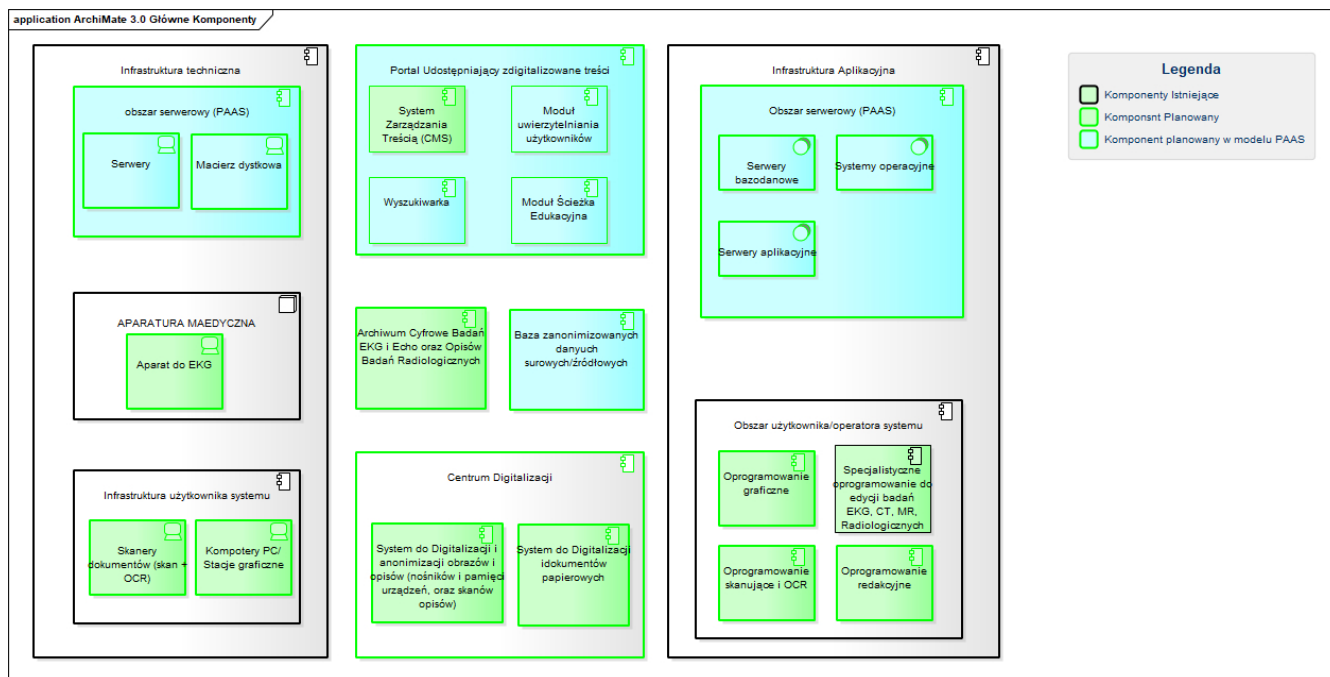 application ArchiMate 3.0 Główne Komponenty
Infrastruktura techniczna
obszar serwerowy (PAAS)
Serwery
Macierz dystkowa
APARATURA MAEDYCZNA
Aparat do EKG
Infrastruktura użytkownika systemu
Skanery
dokumentów (skan +
OCR)
Kompotery PC/
Stacje graficzne
Portal Udostępniający zdigitalizowane treści
System
Zarządzania
Treścią (CMS)
Moduł
uwierzytelniania
użytkowników
Wyszukiwarka
Moduł Ścieżka
Edukacyjna
Archiwum Cyfrowe Badań
EKG i Echo oraz Opisów
Badań Radiologicznych
Baza zanonimizowanych
danyuch
surowych/źródłowych
Centrum Digitalizacji
System do Digitalizacji i
anonimizacji obrazów i
opisów (nośników i pamięci
urządzeń, oraz skanów
opisów)
System do Digitalizacji
idokumentów
papierowych
Infrastruktura Aplikacyjna
Obszar serwerowy (PAAS)
Serwery
bazodanowe
Systemy operacyjne
Serwery aplikacyjne
Obszar użytkownika/operatora systemu
Oprogramowanie
graficzne
Specjalistyczne
oprogramowanie do
edycji badań
EKG, CT, MR,
Radiologicznych
Oprogramowanie
skanujące i OCR
Oprogramowanie
redakcyjne
Legenda
Komponenty Istniejące
Komponsnt Planowany
Komponent planowany w modelu PAAS